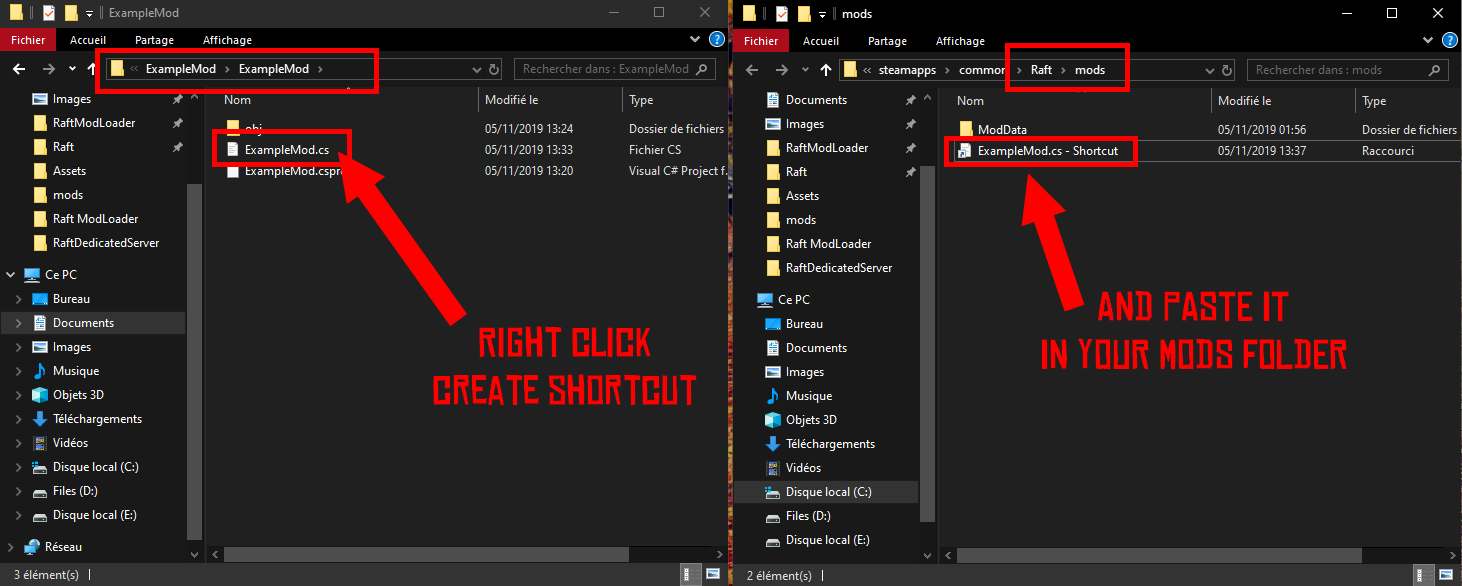 ExampleMod
Fichier Accueil Partage Affichage
« ExampleMod › ExampleMod ›
Rechercher dans : ExampleMod
Images
RaftModLoader
Raft
Assets
mods
Raft ModLoader
RaftDedicatedServer
Ce PC
Bureau
Documents
Images
Musique
Objets 3D
Téléchargements
Vidéos
Disque local (C:)
Files (D:)
Disque local (E:)
Réseau
Nom Modifié le Type
obj 05/11/2019 13:24 Dossier de fichiers
ExampleMod.cs 05/11/2019 13:33 Fichier CS
05/11/2019 13:20 Visual C# Project f...
RIGHT CLICK
CREATE SHORTCUT
3 élément(s)
mods
Fichier Accueil Partage Affichage
« steamapps › common › Raft › mods
Rechercher dans : mods
Documents
Images
RaftModLoader
Raft
Assets
mods
Raft ModLoader
RaftDedicatedServer
Ce PC
Bureau
Documents
Images
Musique
Objets 3D
Téléchargements
Vidéos
Disque local (C:)
Files (D:)
Disque local (E:)
Nom Modifié le Type
ModData 05/11/2019 01:56 Dossier de fichiers
ExampleMod.cs - Shortcut 05/11/2019 13:37 Raccourci
AND PASTE IT
IN YOUR MODS FOLDER
2 élément(s)